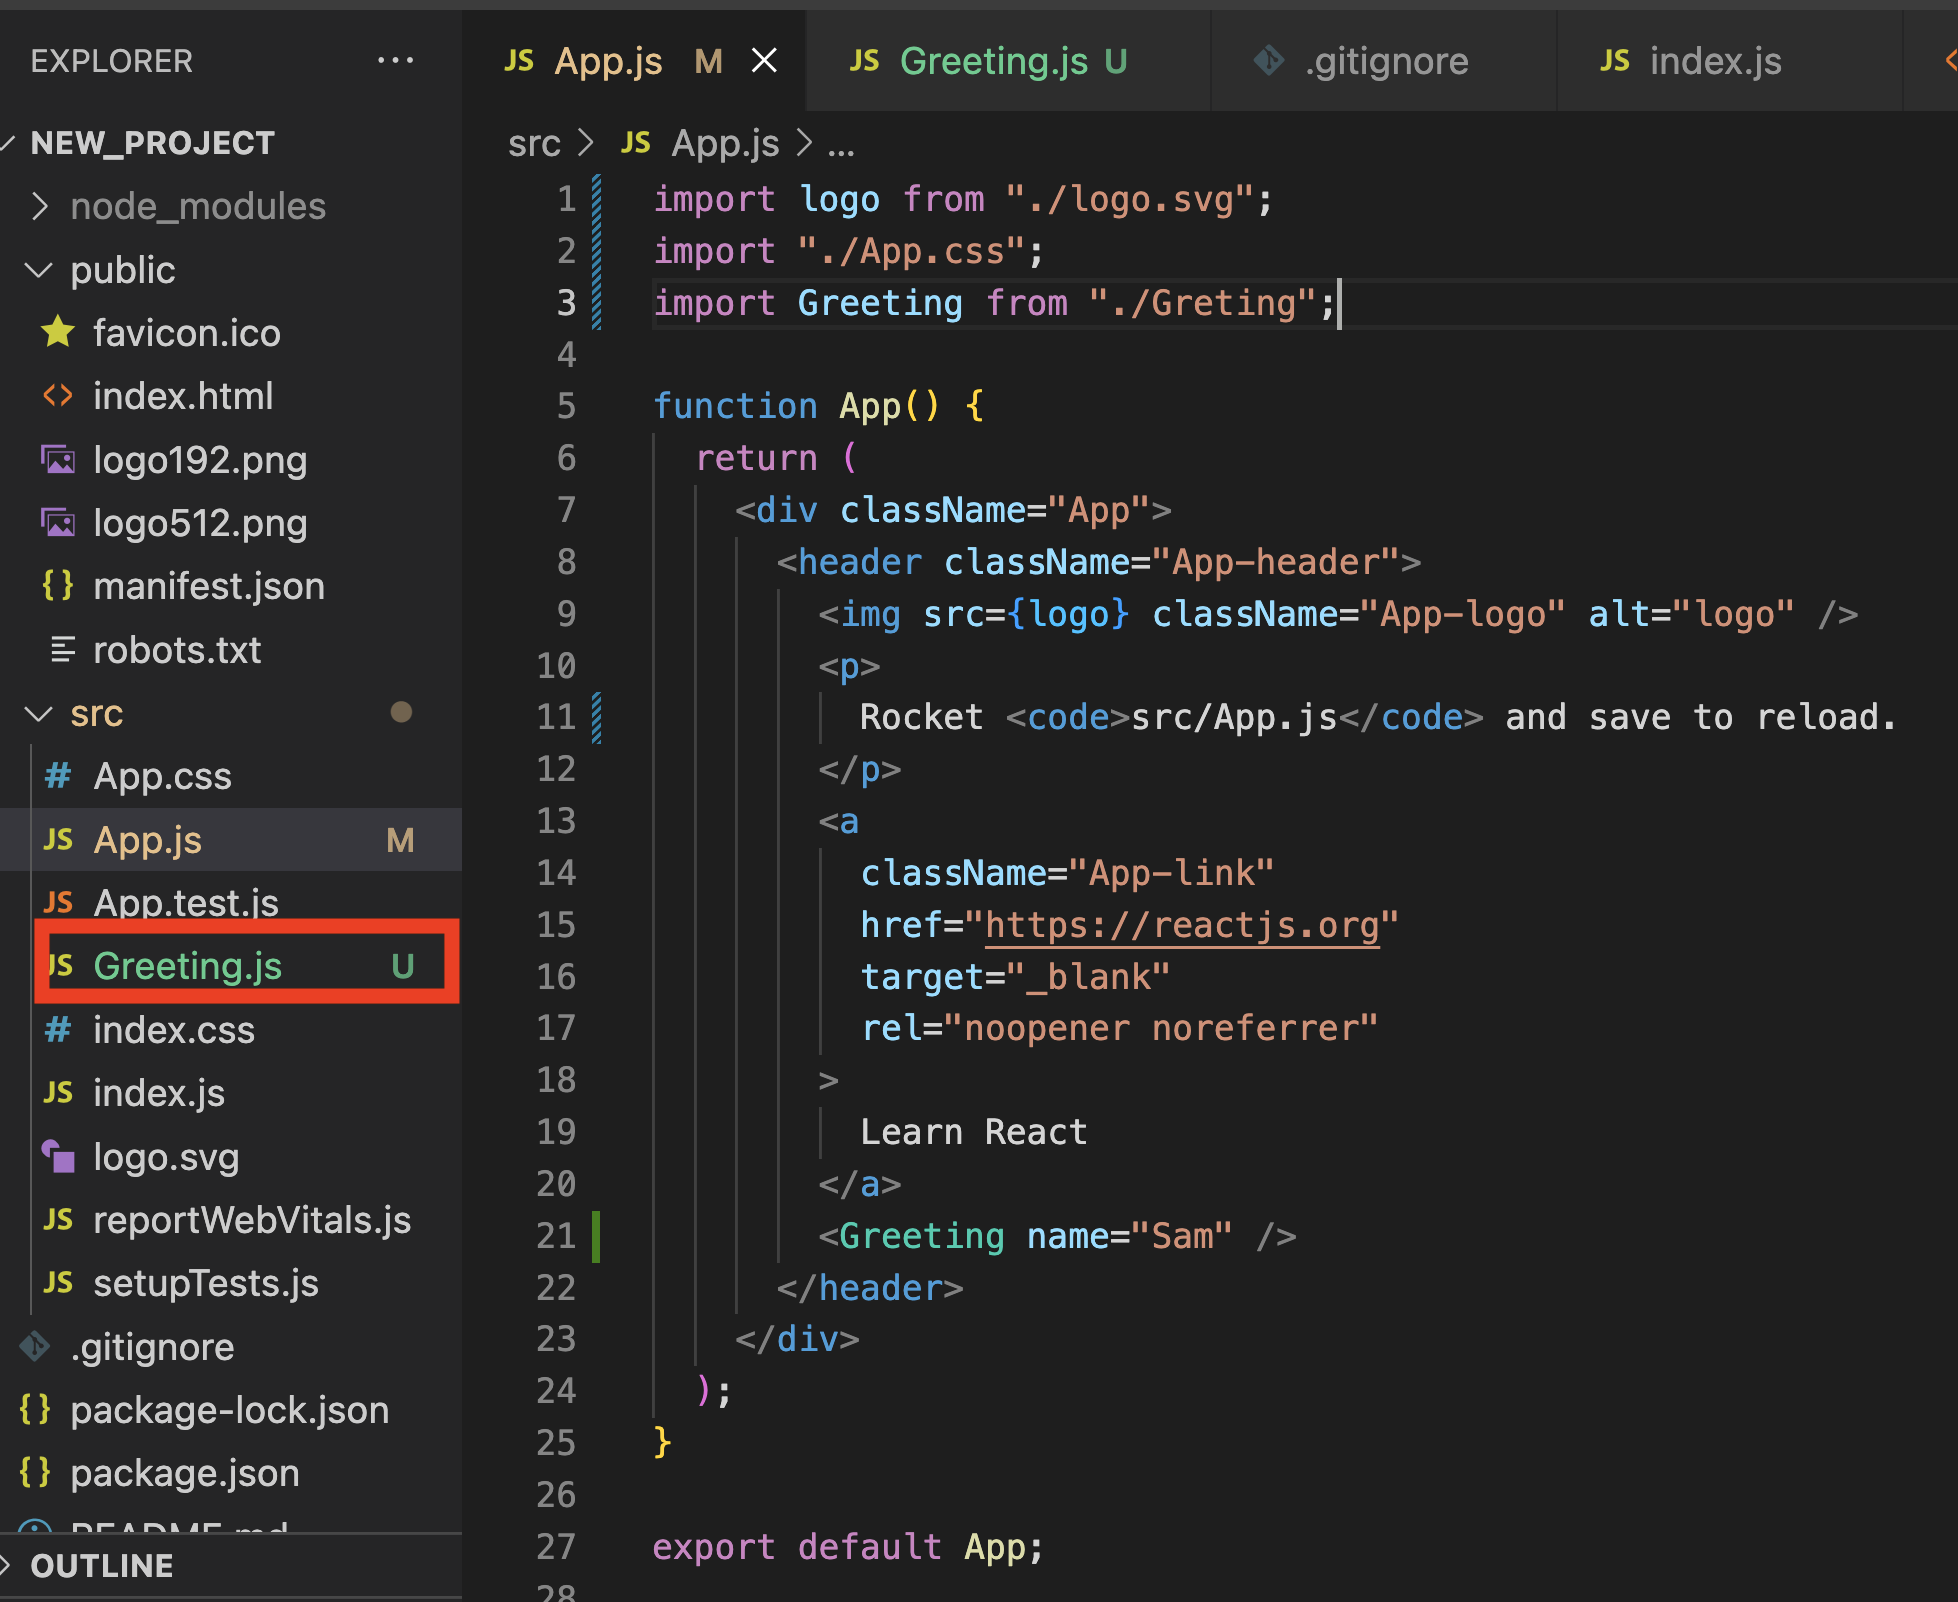 EXPLORER ...
NEW_PROJECT
node_modules
public
favicon.ico
index.html
logo192.png
logo512.png
manifest.json
robots.txt
src
App.css
App.js M
App.test.js
Greeting.js U
index.css
index.js
logo.svg
reportWebVitals.js
setupTests.js
.gitignore
package-lock.json
package.json
README.md
OUTLINE
JS App.js M
JS Greeting.js U
.gitignore
JS index.js
src > JS App.js > ...
1 import logo from "./logo.svg";
2 import "./App.css";
3 import Greeting from "./Greting";
4
5 function App() {
6 return (
7 <div className="App">
8 <header className="App-header">
9 <img src={logo} className="App-logo" alt="logo" />
10 <p>
11 Rocket <code>src/App.js</code> and save to reload.
12 </p>
13 <a
14 className="App-link"
15 href="https://reactjs.org"
16 target="_blank"
17 rel="noopener noreferrer"
18 >
19 Learn React
20 </a>
21 <Greeting name="Sam" />
22 </header>
23 </div>
24 );
25 }
26
27 export default App;
28